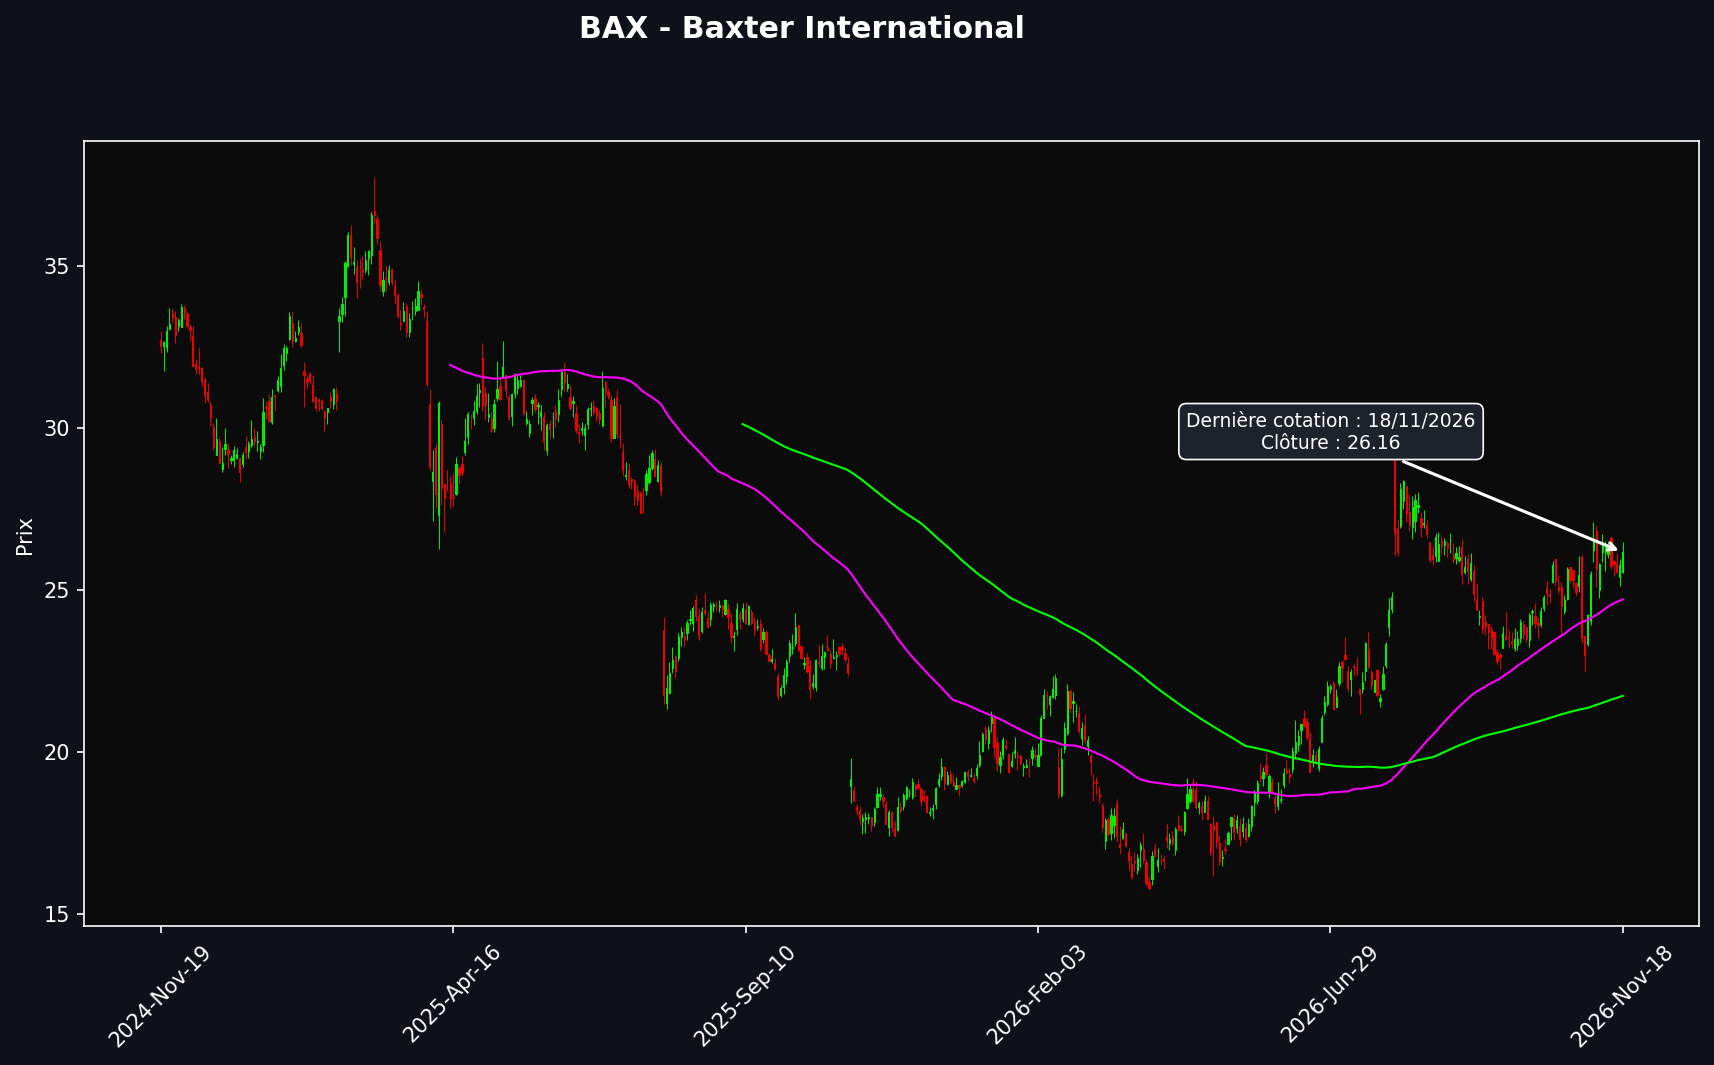 BAX - Baxter International
Prix
35
30
25
20
15
Dernière cotation : 18/11/2026
Clôture : 26.16
2024-Nov-19
2025-Apr-16
2025-Sep-10
2026-Feb-03
2026-Jun-29
2026-Nov-18